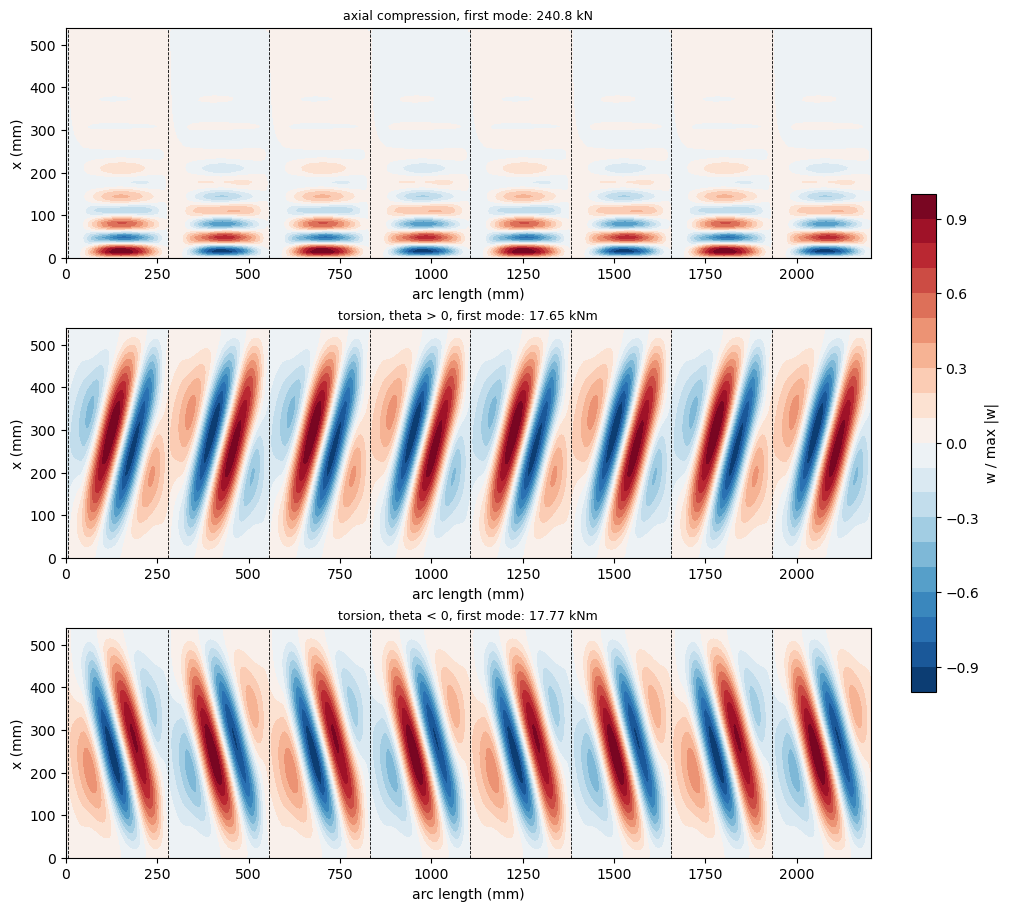 axial compression, first mode: 240.8 kN
500
400
300
200
100
0
x (mm)
0 250 500 750 1000 1250 1500 1750 2000
arc length (mm)
torsion, theta > 0, first mode: 17.65 kNm
500
400
300
200
100
0
x (mm)
0 250 500 750 1000 1250 1500 1750 2000
arc length (mm)
torsion, theta < 0, first mode: 17.77 kNm
500
400
300
200
100
0
x (mm)
0 250 500 750 1000 1250 1500 1750 2000
arc length (mm)
0.9
0.6
0.3
0.0
−0.3
−0.6
−0.9
w / max |w|